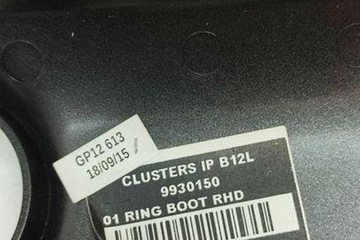 GP12 613
18/09/15
CLUSTERS IP B12L
9930150
01 RING BOOT RHD